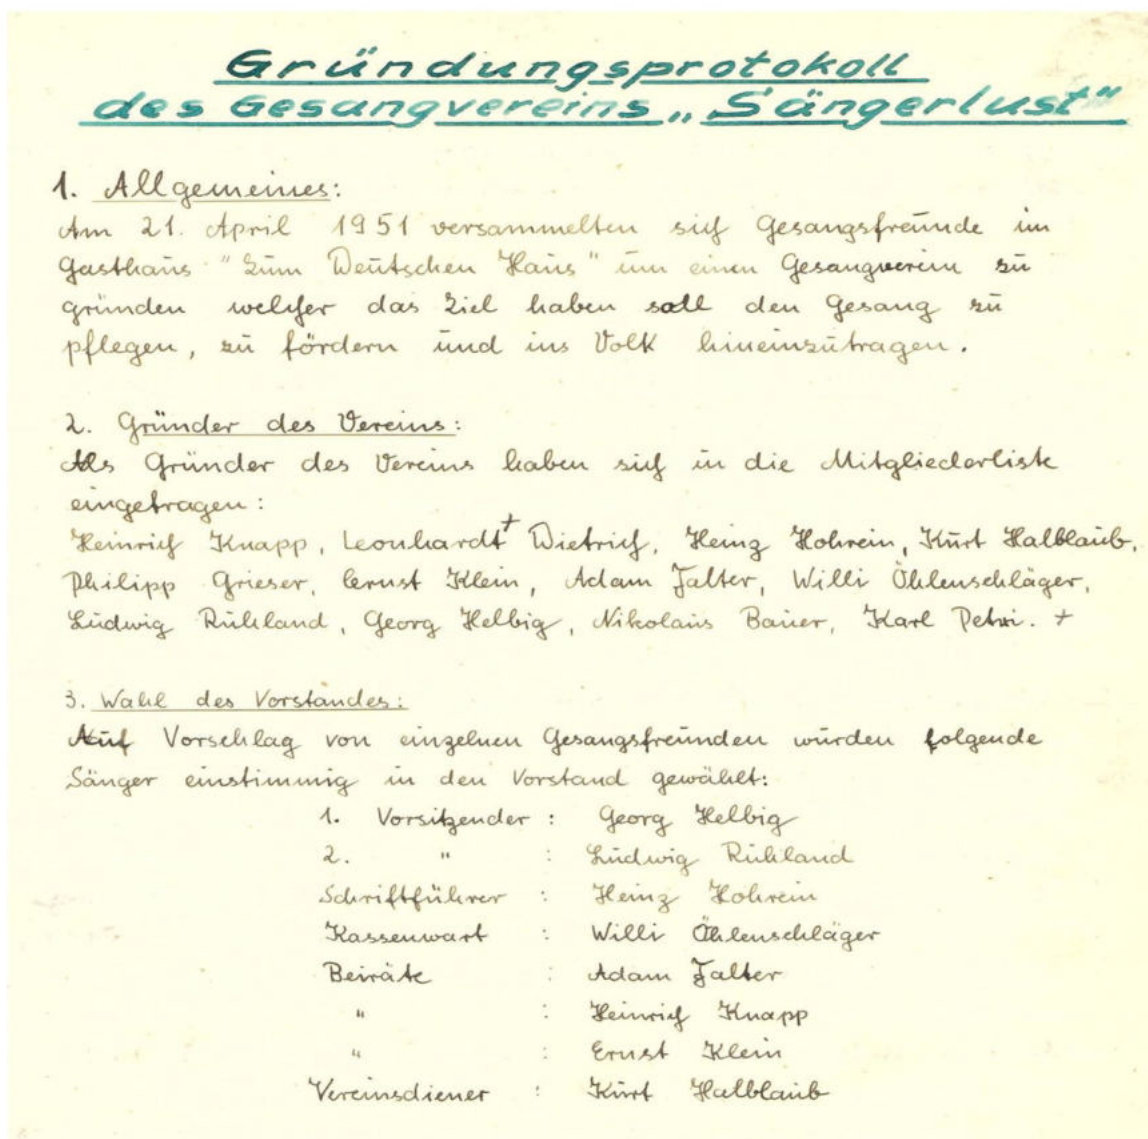 Gründungsprotokoll
des Gesangvereins „Sängerlust"
1. Allgemeines:
Am 21. April 1951 versammelten sich Gesangsfreunde im
Gasthaus "Zum Deutschen Haus" um einen Gesangverein zu
gründen welcher das Ziel haben soll den Gesang zu
pflegen, zu fördern und ins Volk hineinzutragen.
2. Gründer des Vereins:
Als Gründer des Vereins haben sich in die Mitgliederliste
eingetragen:
Heinrich Knapp, Leonhardt + Dietrich, Heinz Hohrein, Kurt Halblaub,
Philipp Grieser, Ernst Klein, Adam Falter, Willi Öhlenschläger,
Ludwig Rühland, Georg Helbig, Nikolaus Bauer, Karl Petri. +
3. Wahl des Vorstandes:
Auf Vorschlag von einzelnen Gesangsfreunden wurden folgende
Sänger einstimmig in den Vorstand gewählt:
1. Vorsitzender : Georg Helbig
2. " : Ludwig Rühland
Schriftführer : Heinz Hohrein
Kassenwart : Willi Öhlenschläger
Beiräte : Adam Falter
" : Heinrich Knapp
" : Ernst Klein
Vereinsdiener : Kurt Halblaub